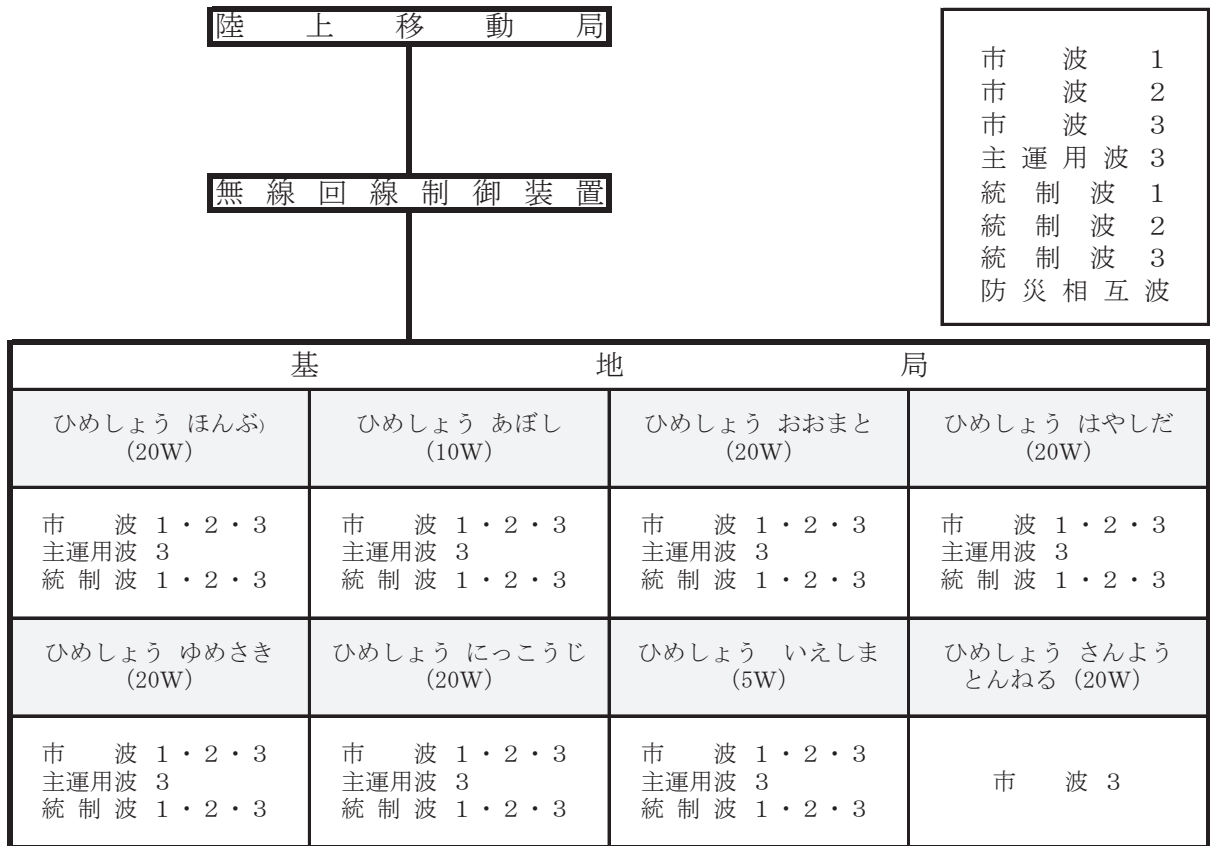 陸上移動局
市波1
市波2
市波3
主運用波3
統制波1
統制波2
統制波3
防災相互波
無線回線制御装置
基地局
ひめしょう ほんぶ) ひめしょう あぼし ひめしょう おおまと ひめしょう はやしだ
(20W) (10W) (20W) (20W)
市 波 1・2・3 市 波 1・2・3 市 波 1・2・3 市 波 1・2・3
主運用波 3 主運用波 3 主運用波 3 主運用波 3
統制波 1・2・3 統制波 1・2・3 統制波 1・2・3 統制波 1・2・3
ひめしょう ゆめさき ひめしょう にっこうじ ひめしょう いえしま ひめしょう さんよう
(20W) (20W) (5W) とんねる (20W)
市 波 1・2・3 市 波 1・2・3 市 波 1・2・3
主運用波 3 主運用波 3 主運用波 3 市 波 3
統制波 1・2・3 統制波 1・2・3 統制波 1・2・3